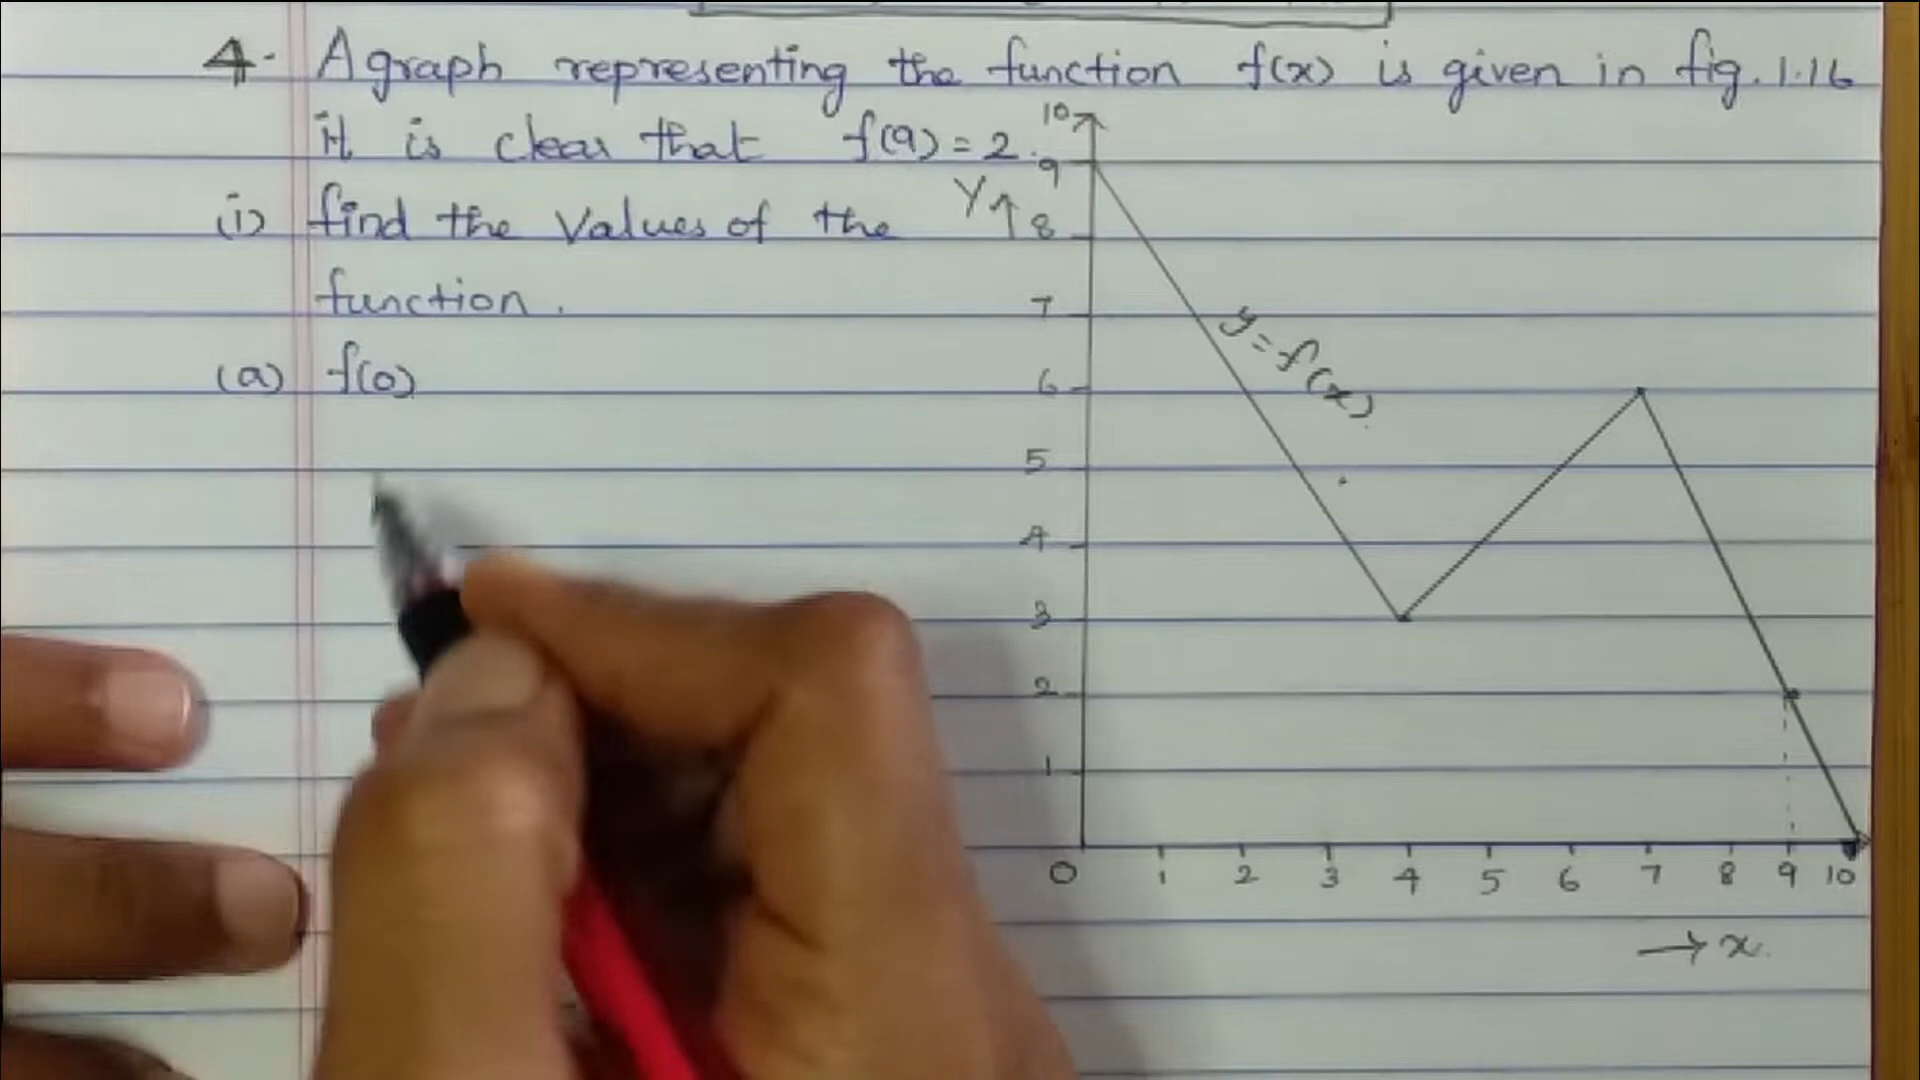 4. A graph representing the function f(x) is given in fig. 1.16
it is clear that f(9) = 2.
(i) find the Values of the
function.
(a) f(0)
10
9
Y↑
8
7
6
5
4
3
2
1
y = f(x).
0 1 2 3 4 5 6 7 8 9 10
→ x.